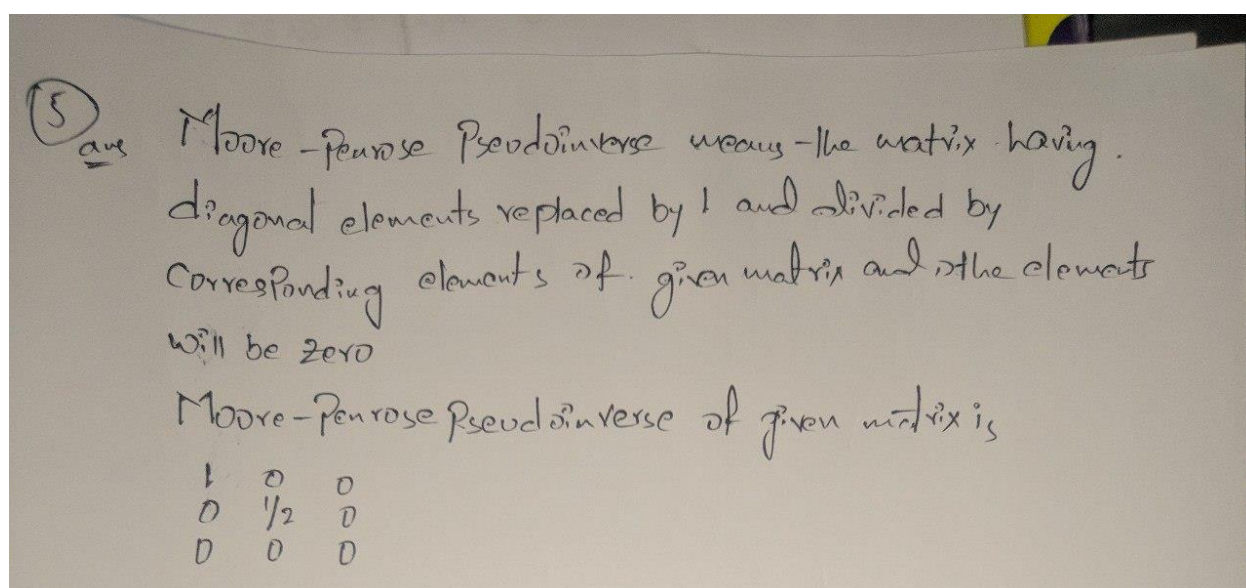 5
ans Moore-Penrose Pseudoinverse means the matrix having.
diagonal elements replaced by 1 and divided by
Corresponding elements of. given matrix and othe elements
will be zero
Moore-Penrose Pseudoinverse of given matrix is
1 0 0
0 1/2 0
0 0 0